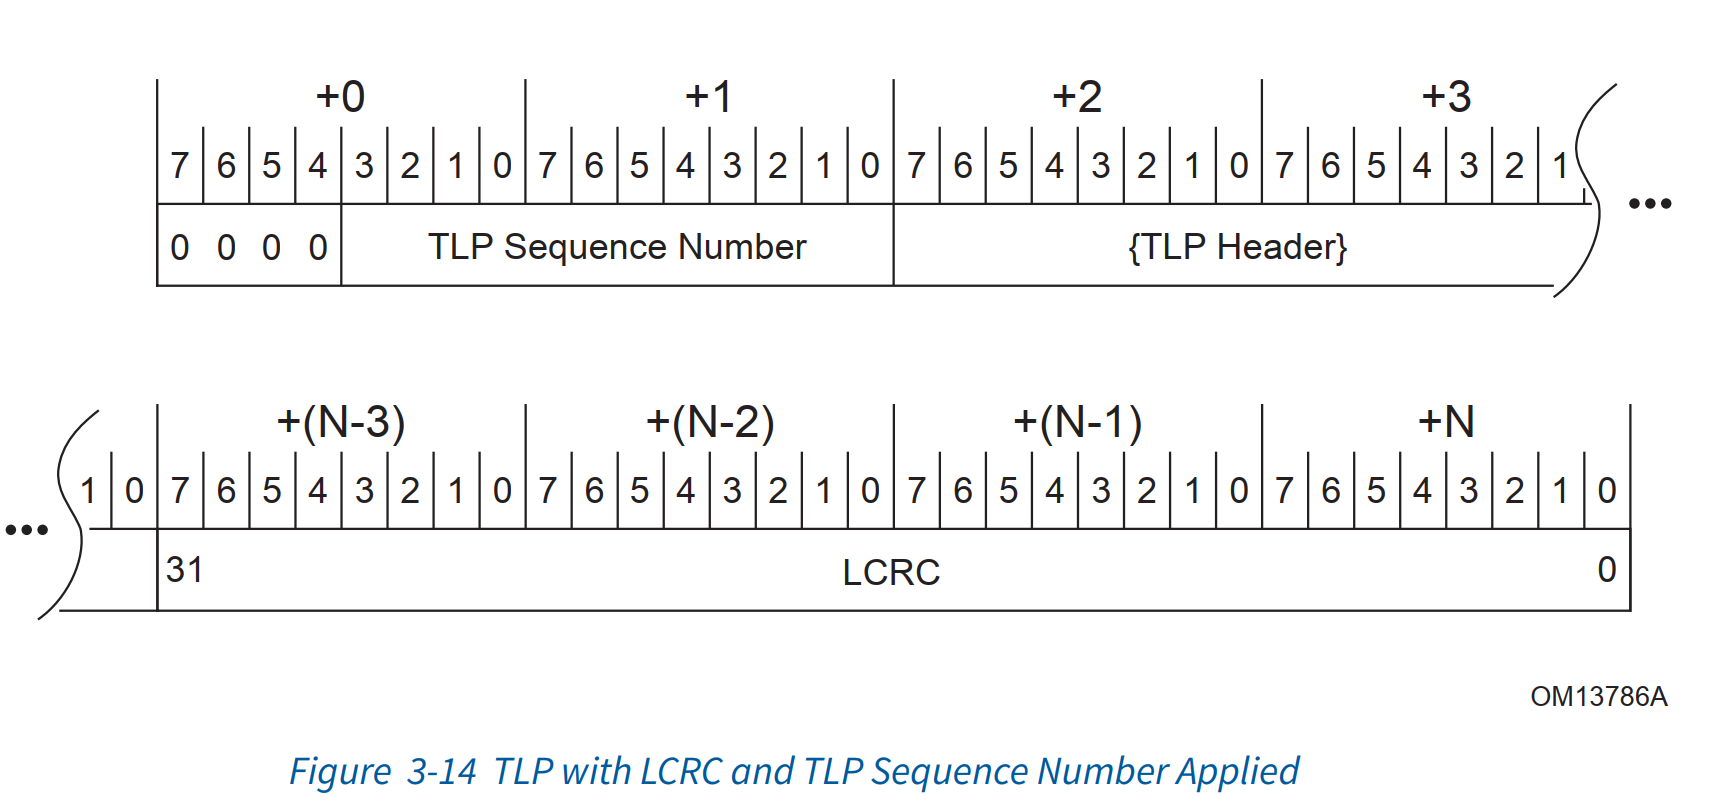 +0 +1 +2 +3
7 6 5 4 3 2 1 0 7 6 5 4 3 2 1 0 7 6 5 4 3 2 1 0 7 6 5 4 3 2 1
0 0 0 0 TLP Sequence Number {TLP Header}
•••
+(N-3) +(N-2) +(N-1) +N
1 0 7 6 5 4 3 2 1 0 7 6 5 4 3 2 1 0 7 6 5 4 3 2 1 0 7 6 5 4 3 2 1 0
•••
31 LCRC 0
OM13786A
Figure 3-14 TLP with LCRC and TLP Sequence Number Applied